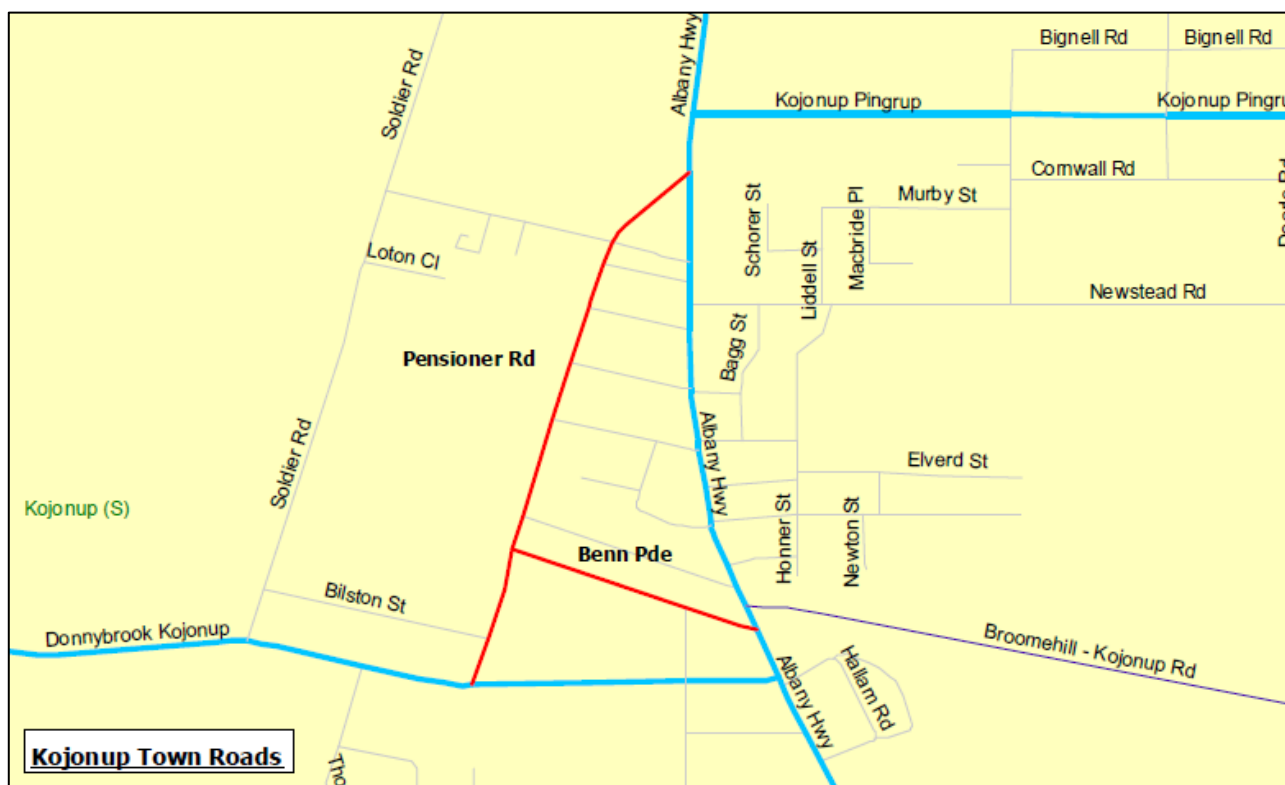 Albany Hwy
Bignell Rd
Bignell Rd
Soldier Rd
Kojonup Pingrup
Kojonup Pingru
Cornwall Rd
Murby St
Schorer St
Macbride Pl
Liddell St
Loton Cl
Newstead Rd
Pensioner Rd
Bagg St
Albany Hwy
Elverd St
Soldier Rd
Kojonup (S)
Honner St
Newton St
Benn Pde
Bilston St
Donnybrook Kojonup
Broomehill - Kojonup Rd
Albany Hwy
Hallam Rd
Kojonup Town Roads
Tho